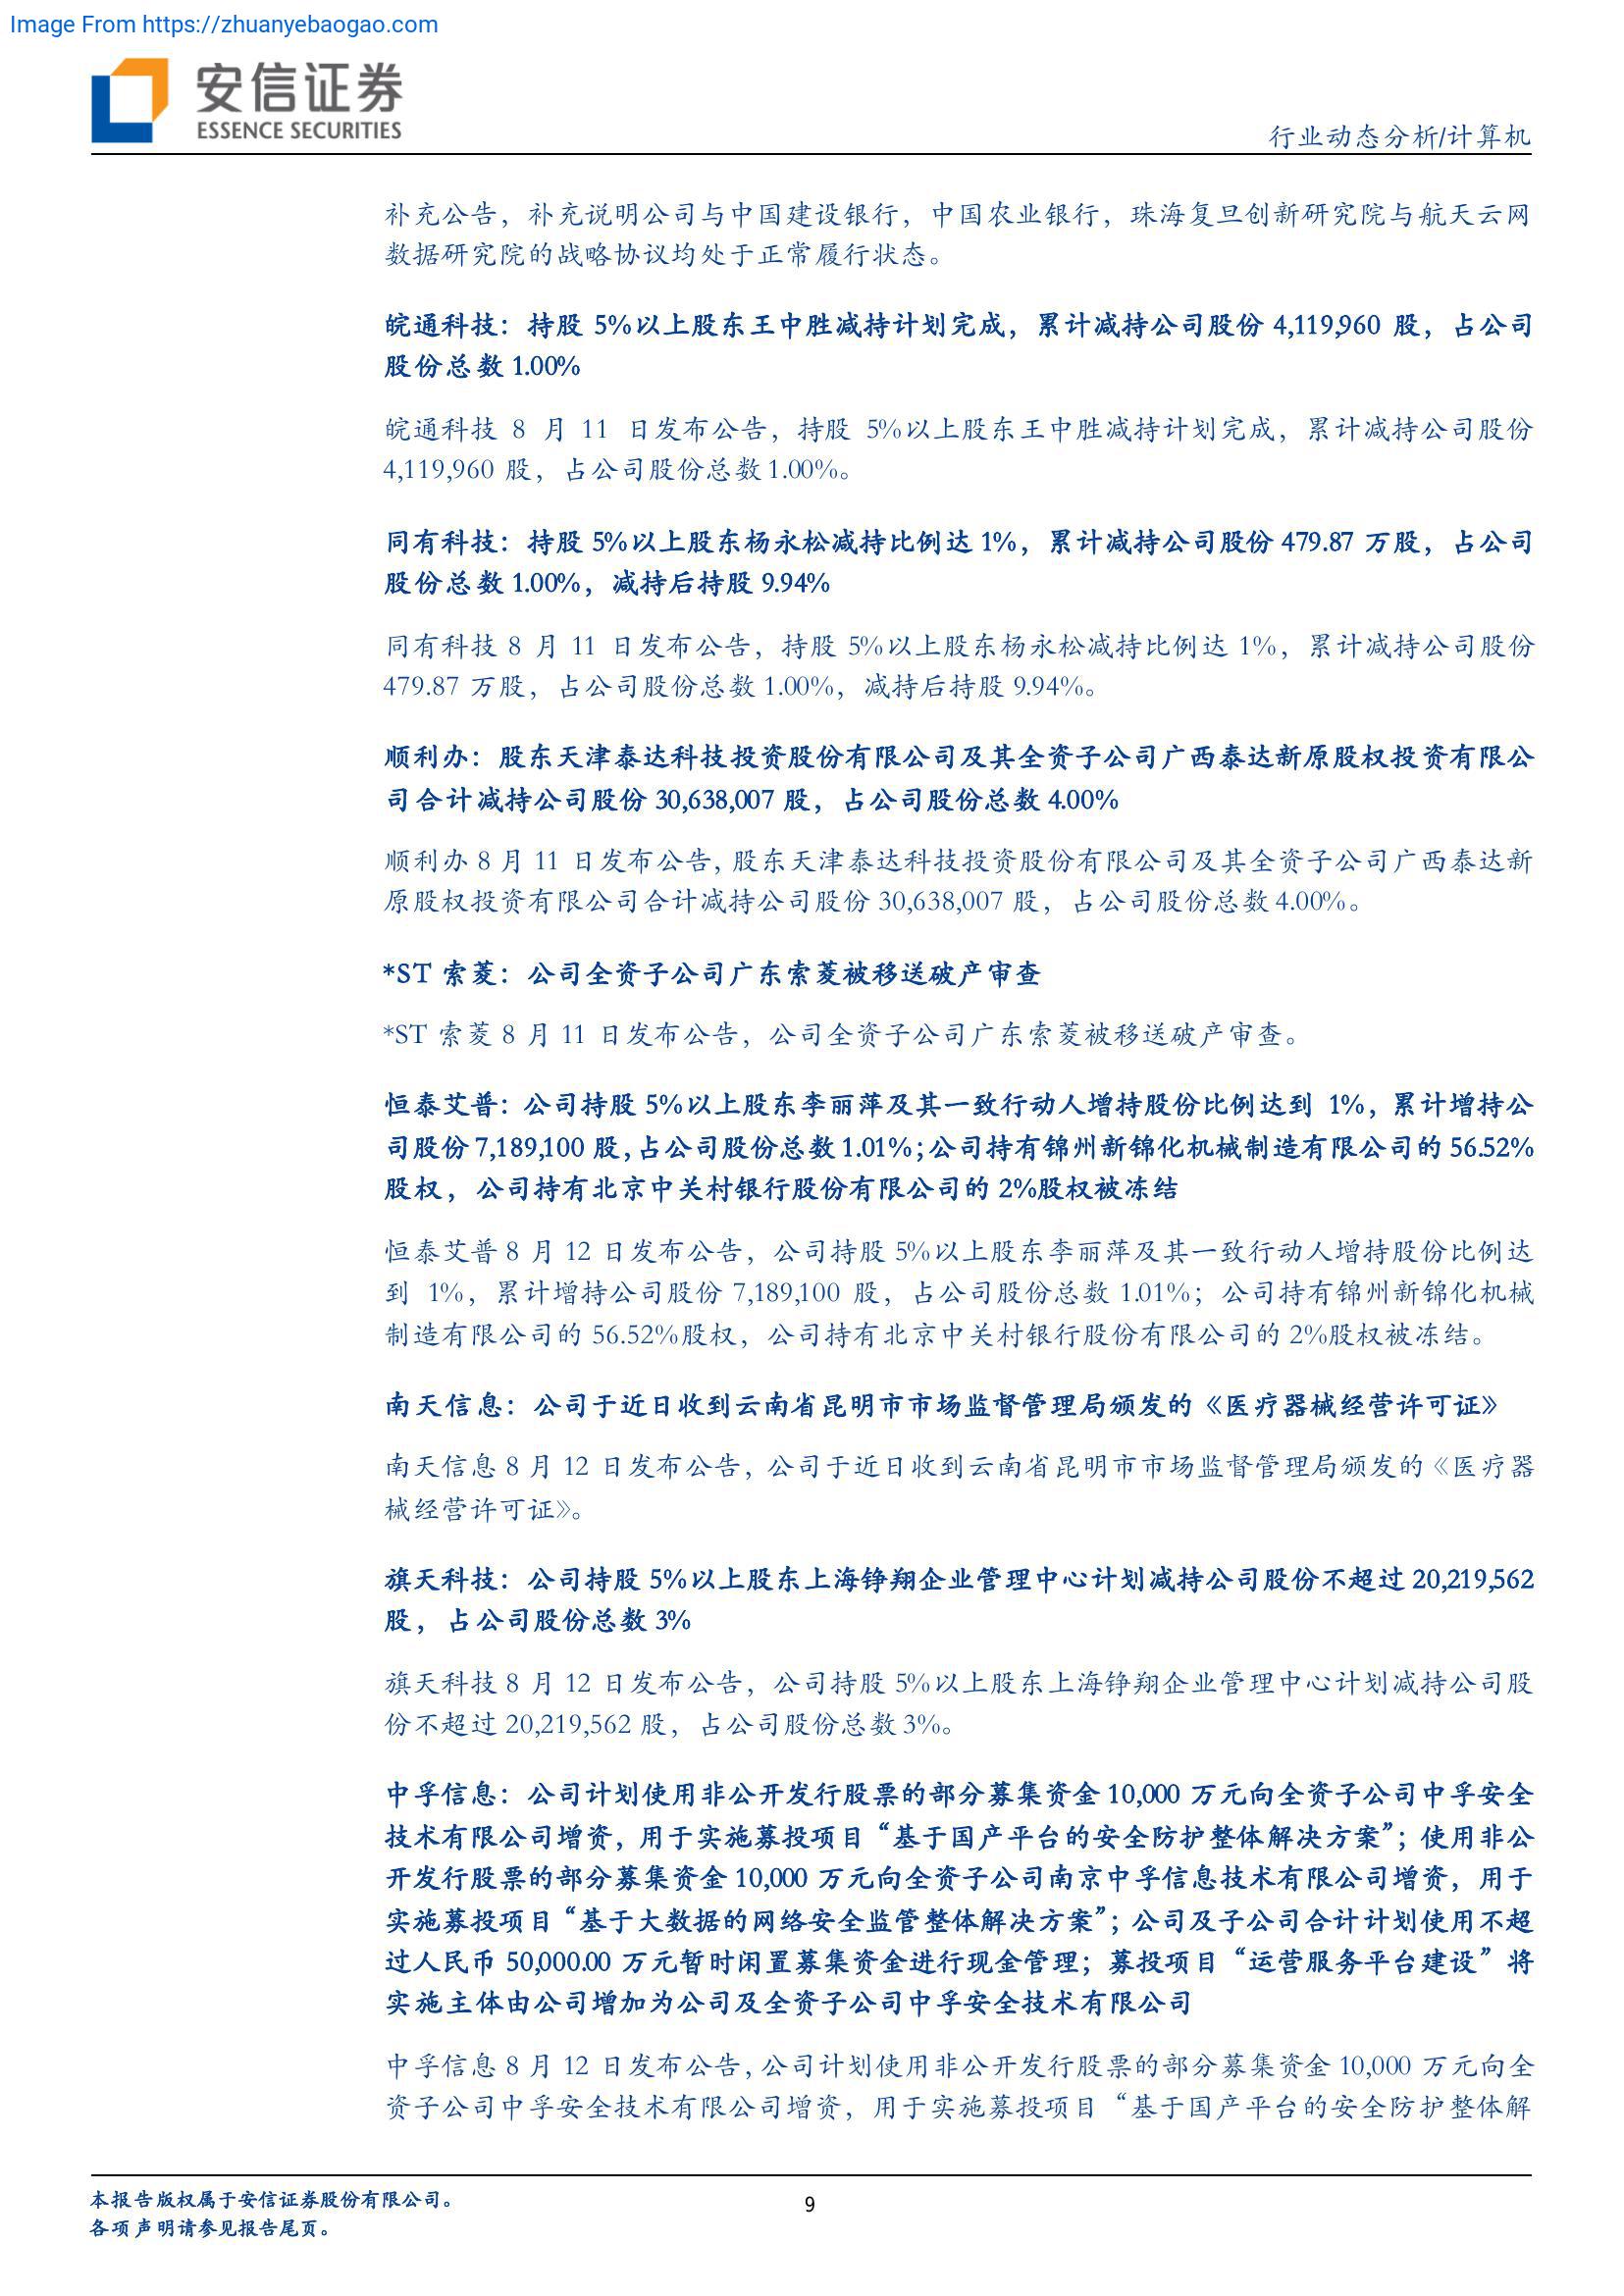 Image From https://zhuanyebaogao.com
安信证券
ESSENCE SECURITIES
行业动态分析/计算机
补充公告，补充说明公司与中国建设银行，中国农业银行，珠海复旦创新研究院与航天云网
数据研究院的战略协议均处于正常履行状态。
皖通科技：持股 5%以上股东王中胜减持计划完成，累计减持公司股份 4,119,960 股，占公司
股份总数 1.00%
皖通科技 8 月 11 日发布公告，持股 5%以上股东王中胜减持计划完成，累计减持公司股份
4,119,960 股，占公司股份总数 1.00%。
同有科技：持股 5%以上股东杨永松减持比例达 1%，累计减持公司股份 479.87 万股，占公司
股份总数 1.00%，减持后持股 9.94%
同有科技 8 月 11 日发布公告，持股 5%以上股东杨永松减持比例达 1%，累计减持公司股份
479.87 万股，占公司股份总数 1.00%，减持后持股 9.94%。
顺利办：股东天津泰达科技投资股份有限公司及其全资子公司广西泰达新原股权投资有限公
司合计减持公司股份 30,638,007 股，占公司股份总数 4.00%
顺利办 8 月 11 日发布公告，股东天津泰达科技投资股份有限公司及其全资子公司广西泰达新
原股权投资有限公司合计减持公司股份 30,638,007 股，占公司股份总数 4.00%。
*ST 索菱：公司全资子公司广东索菱被移送破产审查
*ST 索菱 8 月 11 日发布公告，公司全资子公司广东索菱被移送破产审查。
恒泰艾普：公司持股 5%以上股东李丽萍及其一致行动人增持股份比例达到 1%，累计增持公
司股份 7,189,100 股，占公司股份总数 1.01%；公司持有锦州新锦化机械制造有限公司的 56.52%
股权，公司持有北京中关村银行股份有限公司的 2%股权被冻结
恒泰艾普 8 月 12 日发布公告，公司持股 5%以上股东李丽萍及其一致行动人增持股份比例达
到 1%，累计增持公司股份 7,189,100 股，占公司股份总数 1.01%；公司持有锦州新锦化机械
制造有限公司的 56.52%股权，公司持有北京中关村银行股份有限公司的 2%股权被冻结。
南天信息：公司于近日收到云南省昆明市市场监督管理局颁发的《医疗器械经营许可证》
南天信息 8 月 12 日发布公告，公司于近日收到云南省昆明市市场监督管理局颁发的《医疗器
械经营许可证》。
旗天科技：公司持股 5%以上股东上海铮翔企业管理中心计划减持公司股份不超过 20,219,562
股，占公司股份总数 3%
旗天科技 8 月 12 日发布公告，公司持股 5%以上股东上海铮翔企业管理中心计划减持公司股
份不超过 20,219,562 股，占公司股份总数 3%。
中孚信息：公司计划使用非公开发行股票的部分募集资金 10,000 万元向全资子公司中孚安全
技术有限公司增资，用于实施募投项目“基于国产平台的安全防护整体解决方案”；使用非公
开发行股票的部分募集资金 10,000 万元向全资子公司南京中孚信息技术有限公司增资，用于
实施募投项目“基于大数据的网络安全监管整体解决方案”；公司及子公司合计计划使用不超
过人民币 50,000.00 万元暂时闲置募集资金进行现金管理；募投项目“运营服务平台建设”将
实施主体由公司增加为公司及全资子公司中孚安全技术有限公司
中孚信息 8 月 12 日发布公告，公司计划使用非公开发行股票的部分募集资金 10,000 万元向全
资子公司中孚安全技术有限公司增资，用于实施募投项目“基于国产平台的安全防护整体解
本报告版权属于安信证券股份有限公司。
各项声明请参见报告尾页。
9